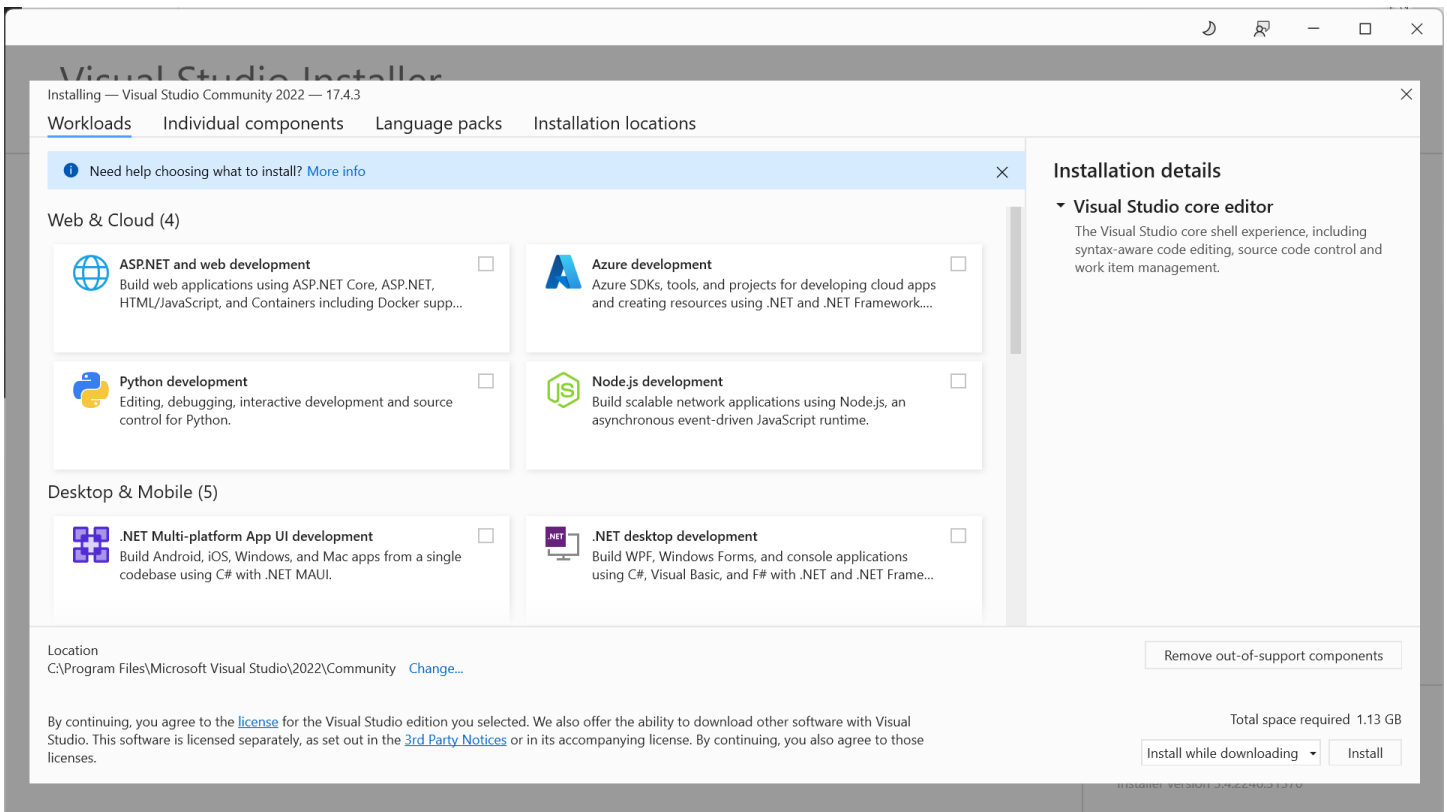 Visual Studio Installer
Installing — Visual Studio Community 2022 — 17.4.3
Workloads
Individual components
Language packs
Installation locations
Need help choosing what to install? More info
Web & Cloud (4)
ASP.NET and web development
Build web applications using ASP.NET Core, ASP.NET,
HTML/JavaScript, and Containers including Docker supp...
Azure development
Azure SDKs, tools, and projects for developing cloud apps
and creating resources using .NET and .NET Framework....
Python development
Editing, debugging, interactive development and source
control for Python.
Node.js development
Build scalable network applications using Node.js, an
asynchronous event-driven JavaScript runtime.
Desktop & Mobile (5)
.NET Multi-platform App UI development
Build Android, iOS, Windows, and Mac apps from a single
codebase using C# with .NET MAUI.
.NET
.NET desktop development
Build WPF, Windows Forms, and console applications
using C#, Visual Basic, and F# with .NET and .NET Frame...
Installation details
Visual Studio core editor
The Visual Studio core shell experience, including
syntax-aware code editing, source code control and
work item management.
Location
C:\Program Files\Microsoft Visual Studio\2022\Community Change...
Remove out-of-support components
By continuing, you agree to the license for the Visual Studio edition you selected. We also offer the ability to download other software with Visual
Studio. This software is licensed separately, as set out in the 3rd Party Notices or in its accompanying license. By continuing, you also agree to those
licenses.
Total space required 1.13 GB
Install while downloading
Install
Installer version